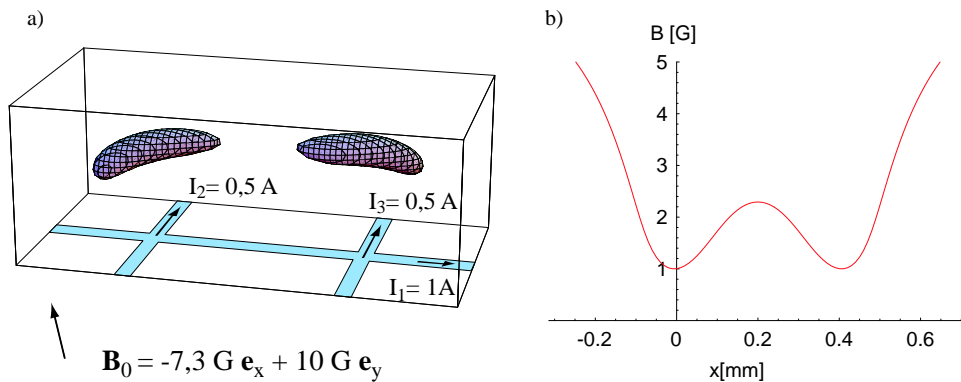 a)
I₂= 0,5 A
I₃= 0,5 A
I₁= 1A
B₀ = -7,3 G eₓ + 10 G eᵧ
b)
B [G]
5
4
3
2
1
-0.2 0 0.2 0.4 0.6
x[mm]